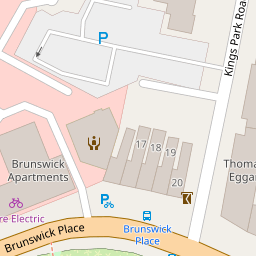 P
Kings Park Road
17
18
19
20
Brunswick
Apartments
Thomas
Eggar
P
re Electric
Brunswick
Place
Brunswick Place